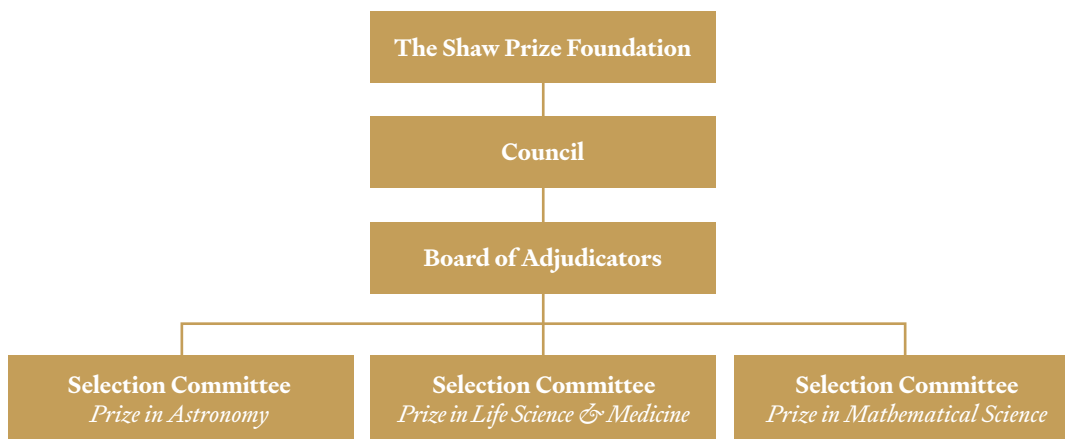 The Shaw Prize Foundation
Council
Board of Adjudicators
Selection Committee
Prize in Astronomy
Selection Committee
Prize in Life Science & Medicine
Selection Committee
Prize in Mathematical Science